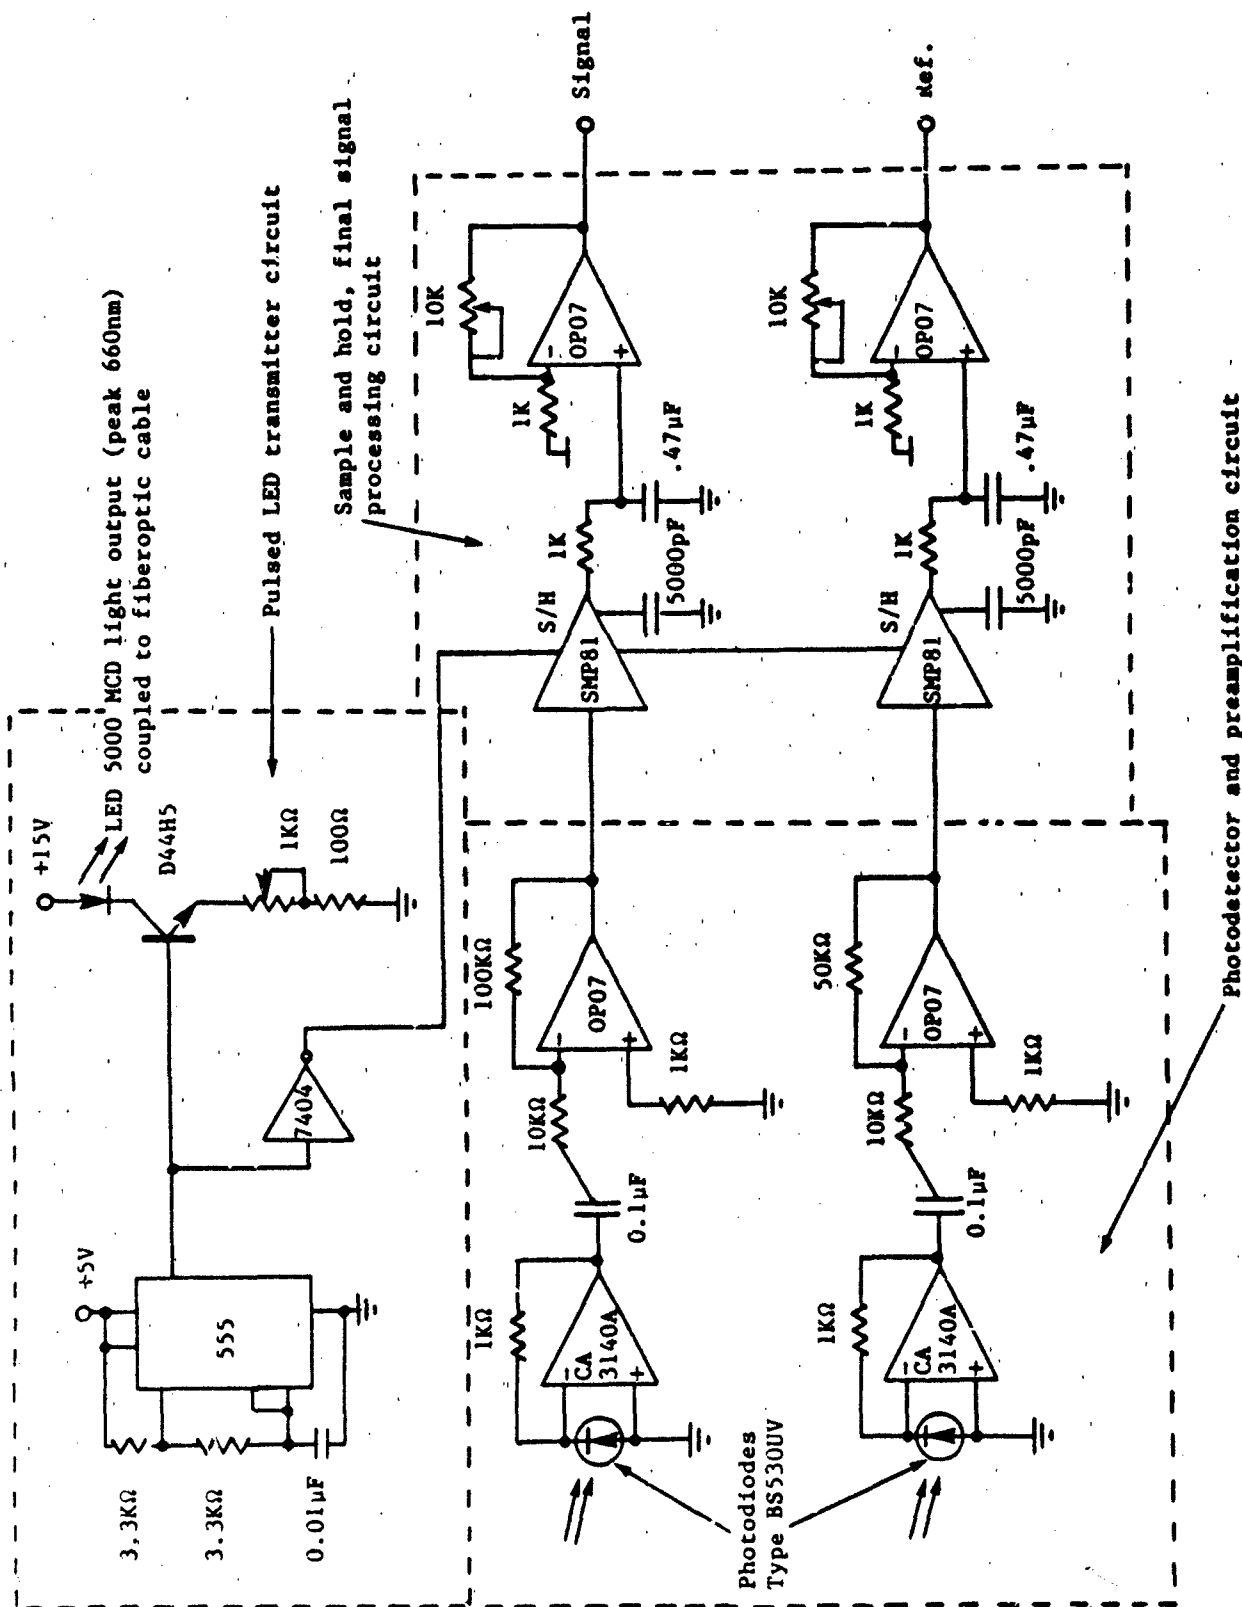 +15V
LED 5000 MCD light output (peak 660nm)
coupled to fiberoptic cable
D44H5
Pulsed LED transmitter circuit
1KΩ
100Ω
+5V
555
7404
3.3KΩ
3.3KΩ
0.01μF
Sample and hold, final signal
processing circuit
1KΩ
CA
3140A
-
+
0.1μF
10KΩ
100KΩ
OP07
-
+
1KΩ
SMP81
S/H
5000pF
1K
.47μF
1K
10K
OP07
-
+
Signal
1KΩ
CA
3140A
-
+
0.1μF
10KΩ
50KΩ
OP07
-
+
1KΩ
SMP81
S/H
5000pF
1K
.47μF
1K
10K
OP07
-
+
Ref.
Photodiodes
Type BS530UV
Photodetector and preamplification circuit